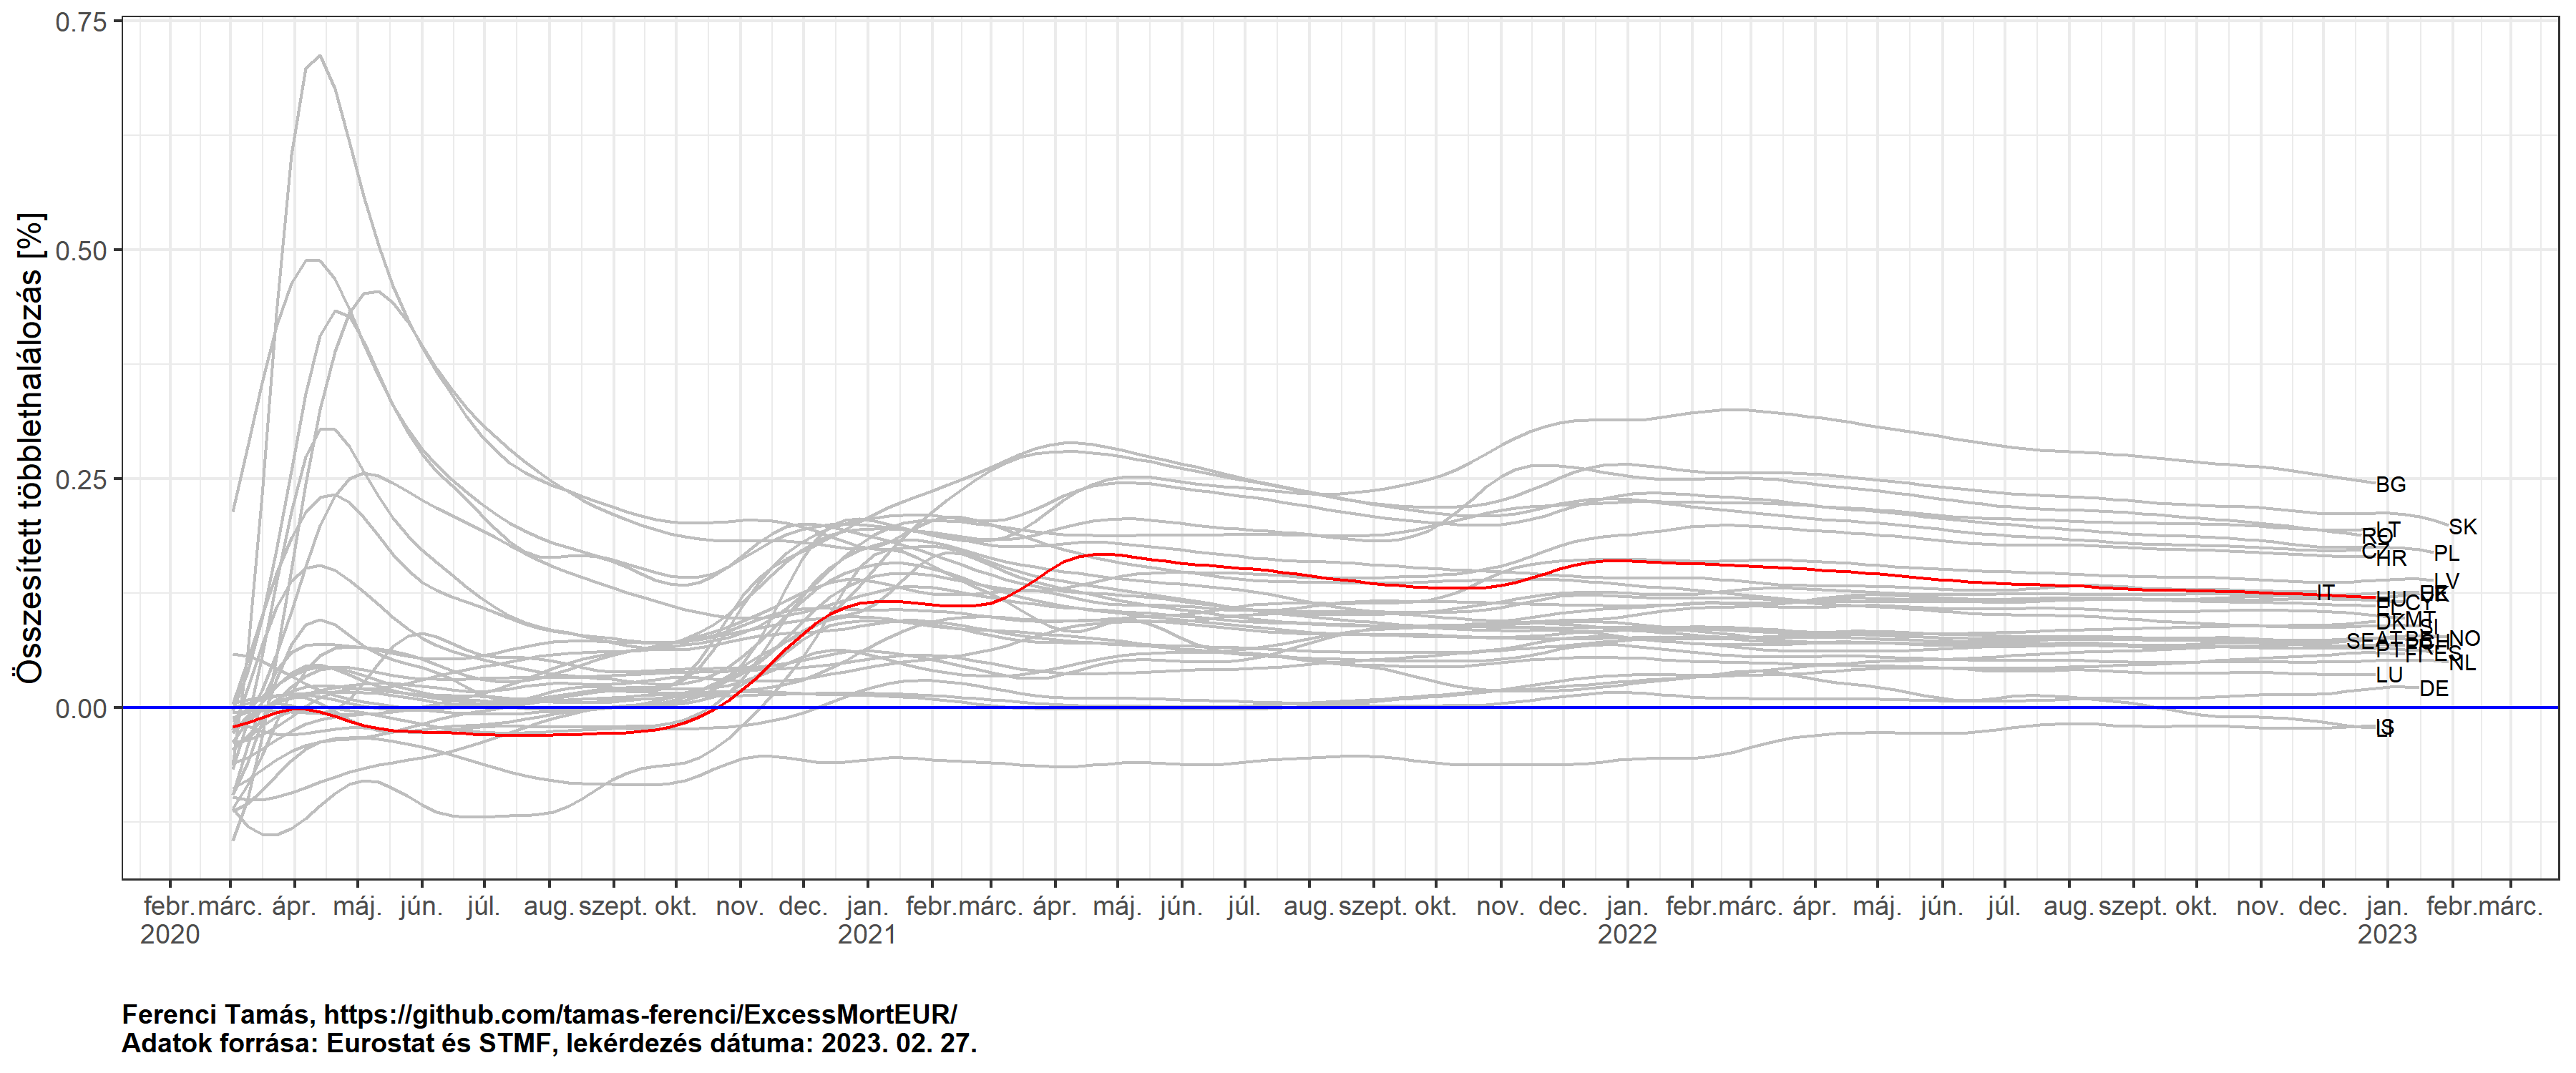 Összesített többlethalálozás [%]
0.75
0.50
0.25
0.00
BG
SK
LT
RO
CZ
HR
PL
LV
IT
HU
CY
MT
DK
SI
SE
AT
NO
PT
ES
FI
NL
LU
DE
IS
LI
febr. márc. ápr. máj. jún. júl. aug. szept. okt. nov. dec. jan. febr. márc. ápr. máj. jún. júl. aug. szept. okt. nov. dec. jan. febr. márc. ápr. máj. jún. júl. aug. szept. okt. nov. dec. jan. febr. márc.
2020 2021 2022 2023
Ferenci Tamás, https://github.com/tamas-ferenci/ExcessMortEUR/
Adatok forrása: Eurostat és STMF, lekérdezés dátuma: 2023. 02. 27.